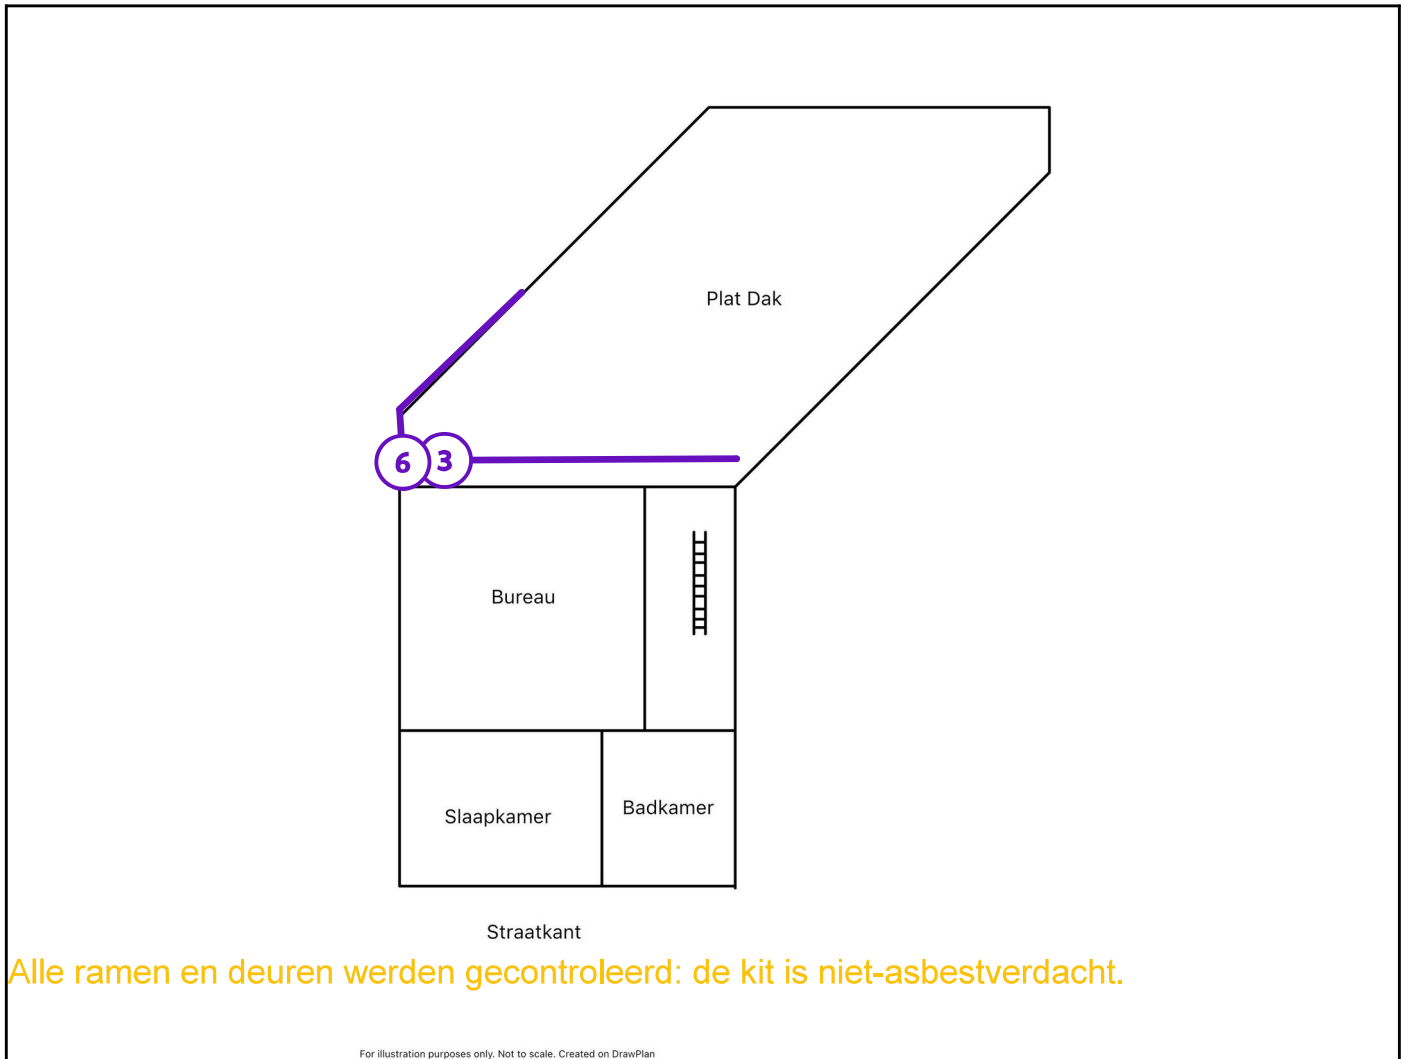 Plat Dak
6 3
Bureau
Slaapkamer
Badkamer
Straatkant
Alle ramen en deuren werden gecontroleerd: de kit is niet-asbestverdacht.
For illustration purposes only. Not to scale. Created on DrawPlan